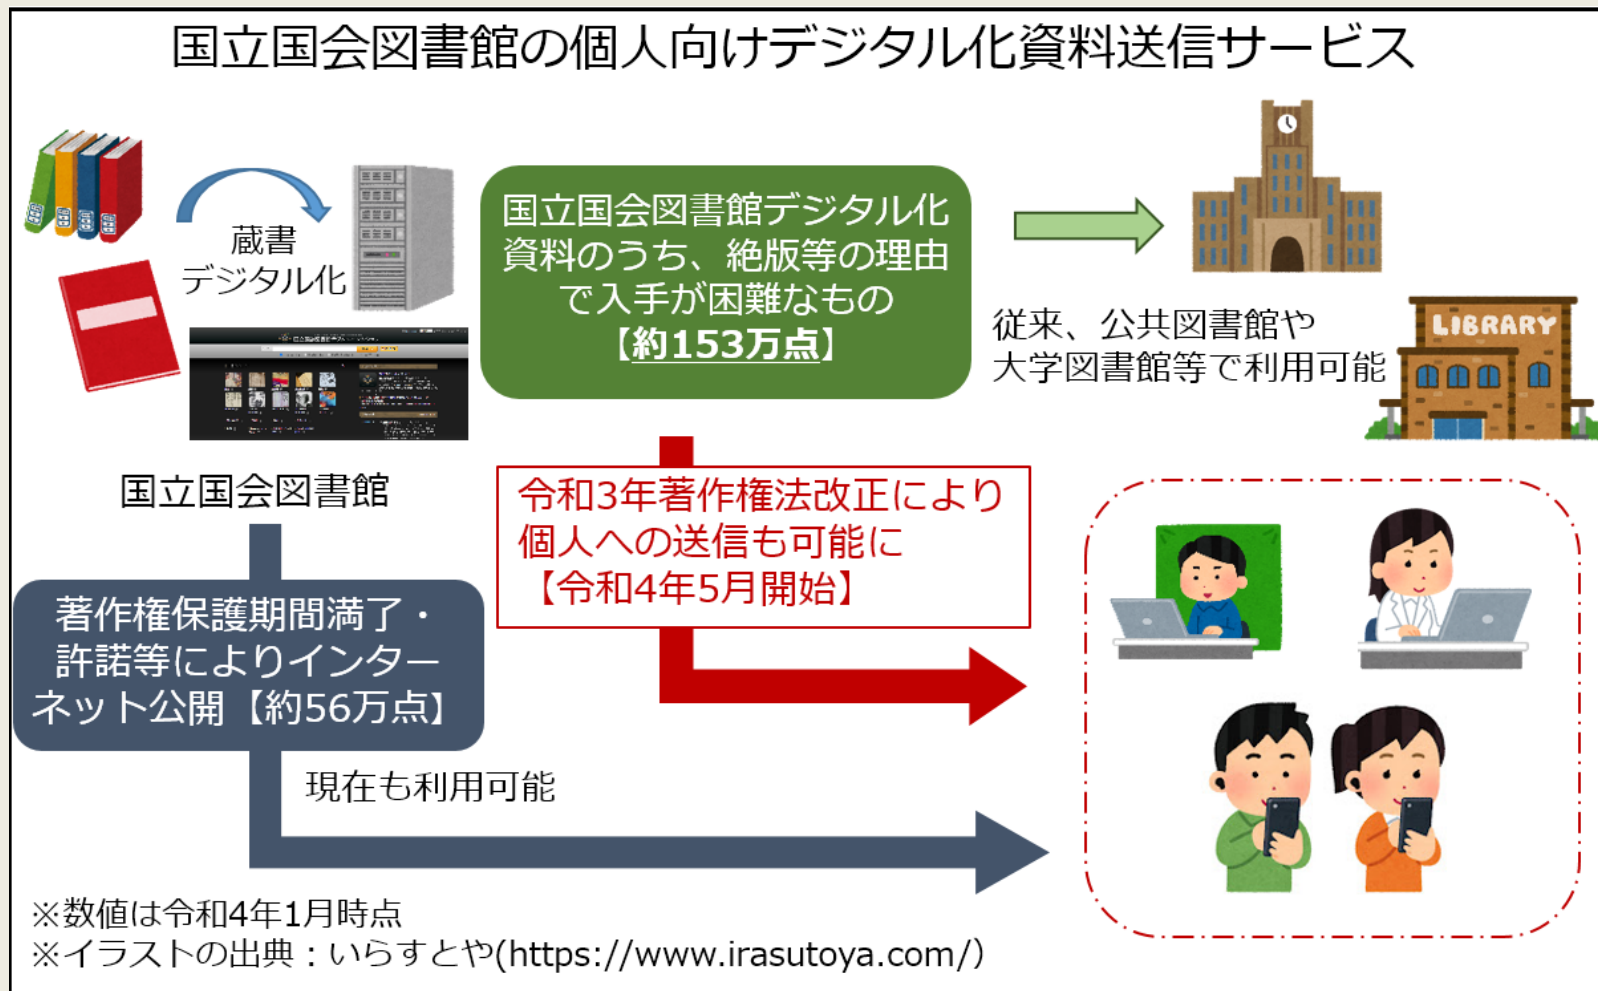 国立国会図書館の個人向けデジタル化資料送信サービス
蔵書
デジタル化
国立国会図書館デジタル化
資料のうち、絶版等の理由
で入手が困難なもの
【約153万点】
従来、公共図書館や
大学図書館等で利用可能
LIBRARY
国立国会図書館
令和3年著作権法改正により
個人への送信も可能に
【令和4年5月開始】
著作権保護期間満了・
許諾等によりインター
ネット公開【約56万点】
現在も利用可能
※数値は令和4年1月時点
※イラストの出典：いらすとや(https://www.irasutoya.com/)